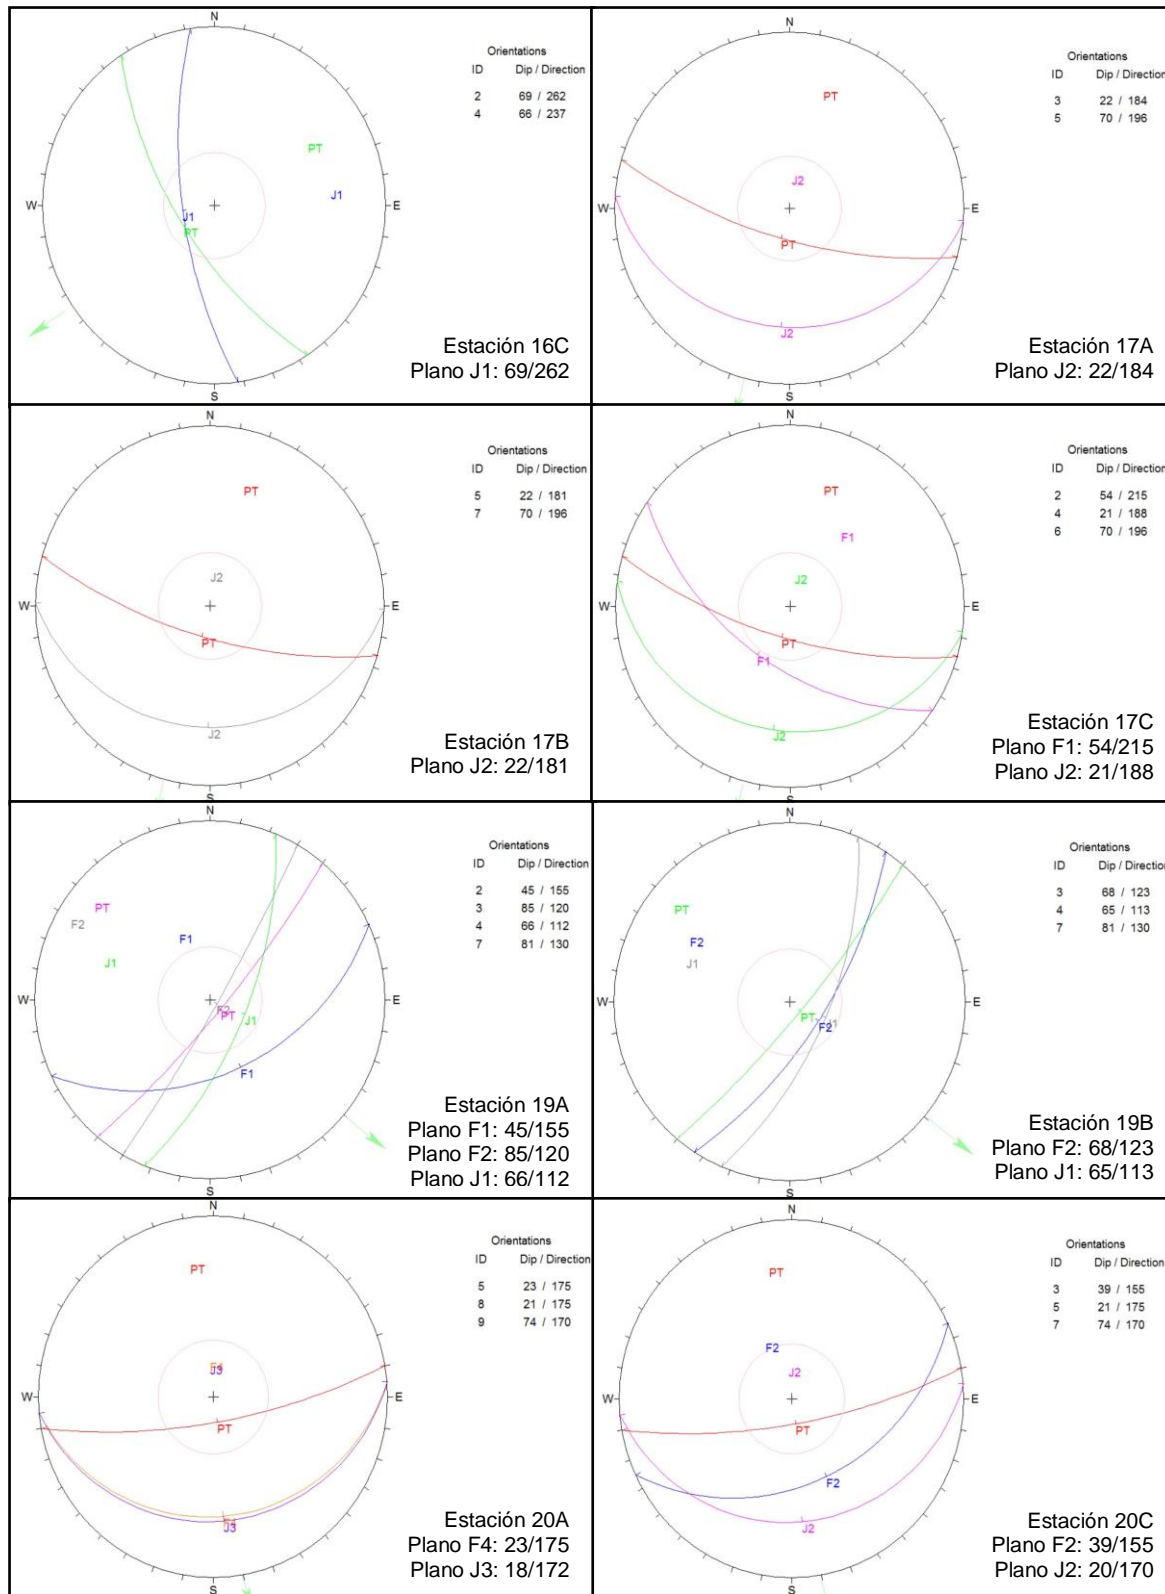 N
Orientations
ID Dip / Direction
2 69 / 262
4 66 / 237
PT
J1
J1
PT
W
E
S
Estación 16C
Plano J1: 69/262
N
Orientations
ID Dip / Direction
3 22 / 184
5 70 / 196
PT
J2
W
E
PT
J2
S
Estación 17A
Plano J2: 22/184
N
Orientations
ID Dip / Direction
5 22 / 181
7 70 / 196
PT
J2
W
E
PT
J2
S
Estación 17B
Plano J2: 22/181
Orientations
ID Dip / Direction
2 54 / 215
4 21 / 188
6 70 / 196
PT
F1
J2
W
E
PT
F1
J2
S
Estación 17C
Plano F1: 54/215
Plano J2: 21/188
N
Orientations
ID Dip / Direction
2 45 / 155
3 85 / 120
4 66 / 112
7 81 / 130
PT
F2
F1
J1
W
E
F2
PT
J1
F1
S
Estación 19A
Plano F1: 45/155
Plano F2: 85/120
Plano J1: 66/112
N
Orientations
ID Dip / Direction
3 68 / 123
4 65 / 113
7 81 / 130
PT
F2
J1
W
E
PT
J1
F2
S
Estación 19B
Plano F2: 68/123
Plano J1: 65/113
N
Orientations
ID Dip / Direction
5 23 / 175
8 21 / 175
9 74 / 170
PT
F4
J3
W
E
PT
F4
J3
S
Estación 20A
Plano F4: 23/175
Plano J3: 18/172
N
Orientations
ID Dip / Direction
3 39 / 155
5 21 / 175
7 74 / 170
PT
F2
J2
W
E
PT
F2
J2
S
Estación 20C
Plano F2: 39/155
Plano J2: 20/170